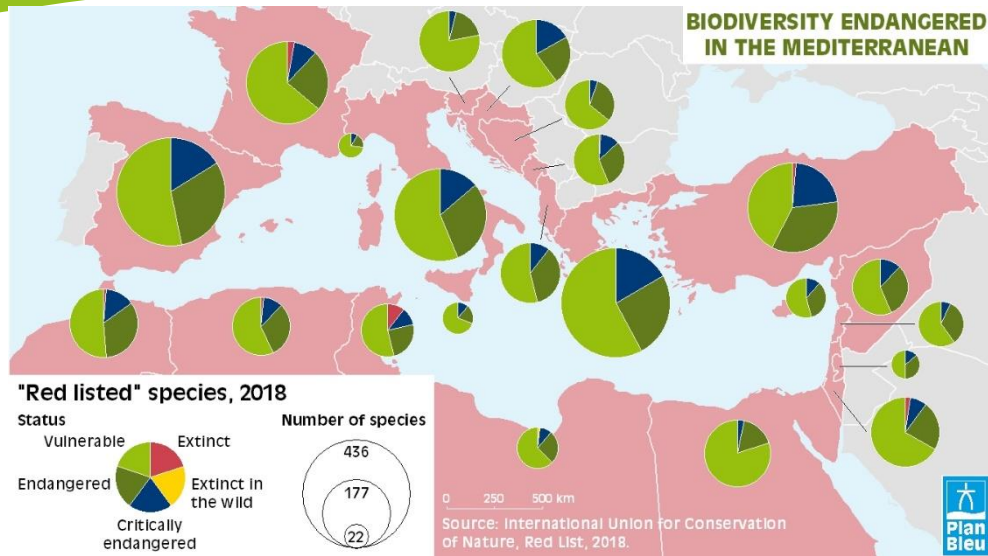 BIODIVERSITY ENDANGERED
IN THE MEDITERRANEAN
"Red listed" species, 2018
Status
Vulnerable
Extinct
Endangered
Extinct in
the wild
Critically
endangered
Number of species
436
177
22
0 250 500 km
Source: International Union for Conservation
of Nature, Red List, 2018.
Plan
Bleu